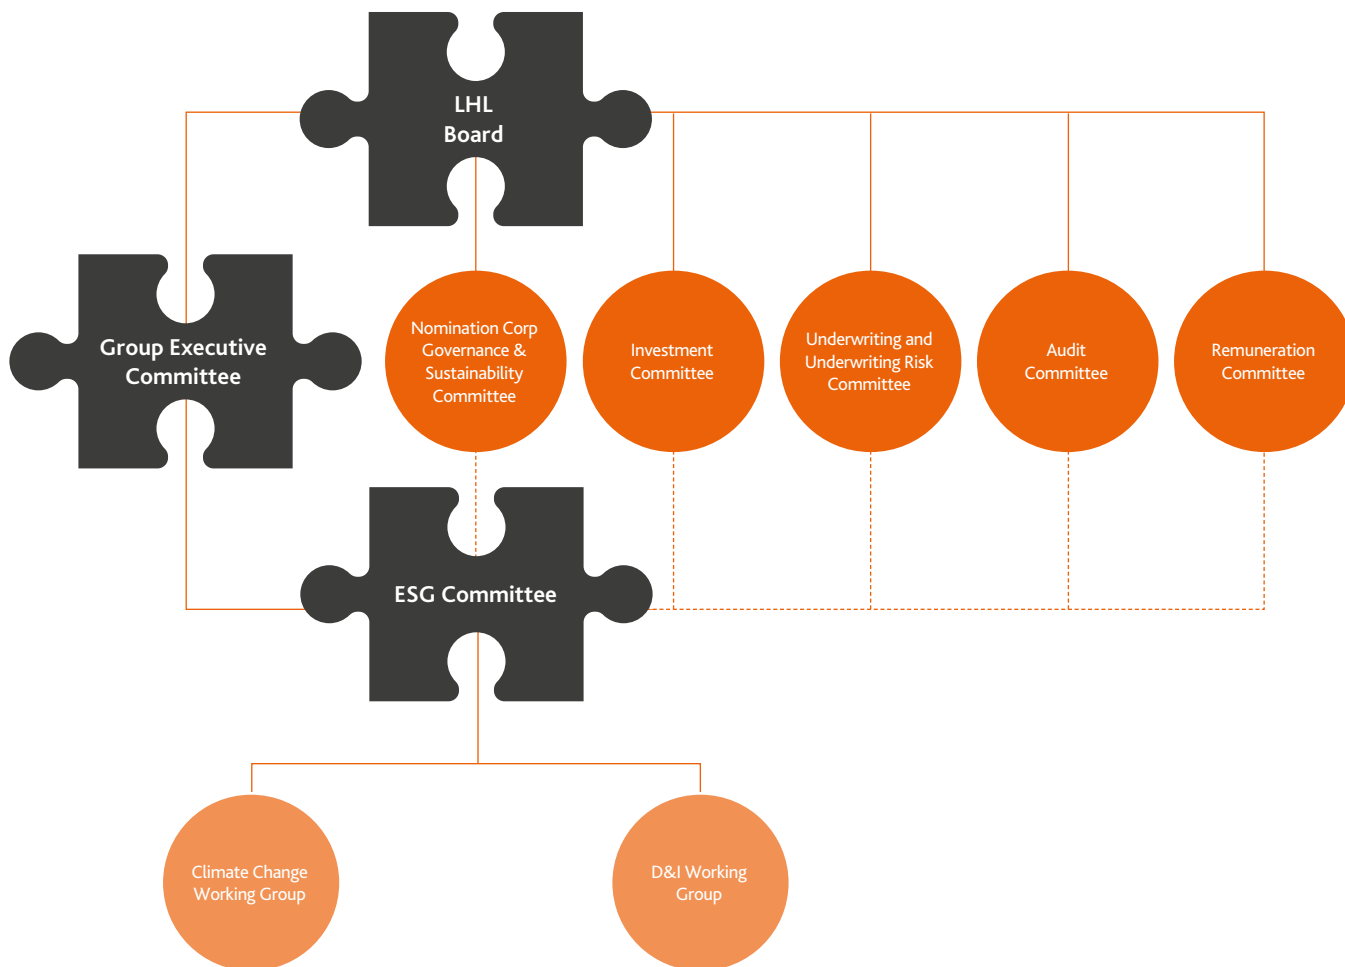 LHL
Board
Group Executive
Committee
Nomination Corp
Governance &
Sustainability
Committee
Investment
Committee
Underwriting and
Underwriting Risk
Committee
Audit
Committee
Remuneration
Committee
ESG Committee
Climate Change
Working Group
D&I Working
Group